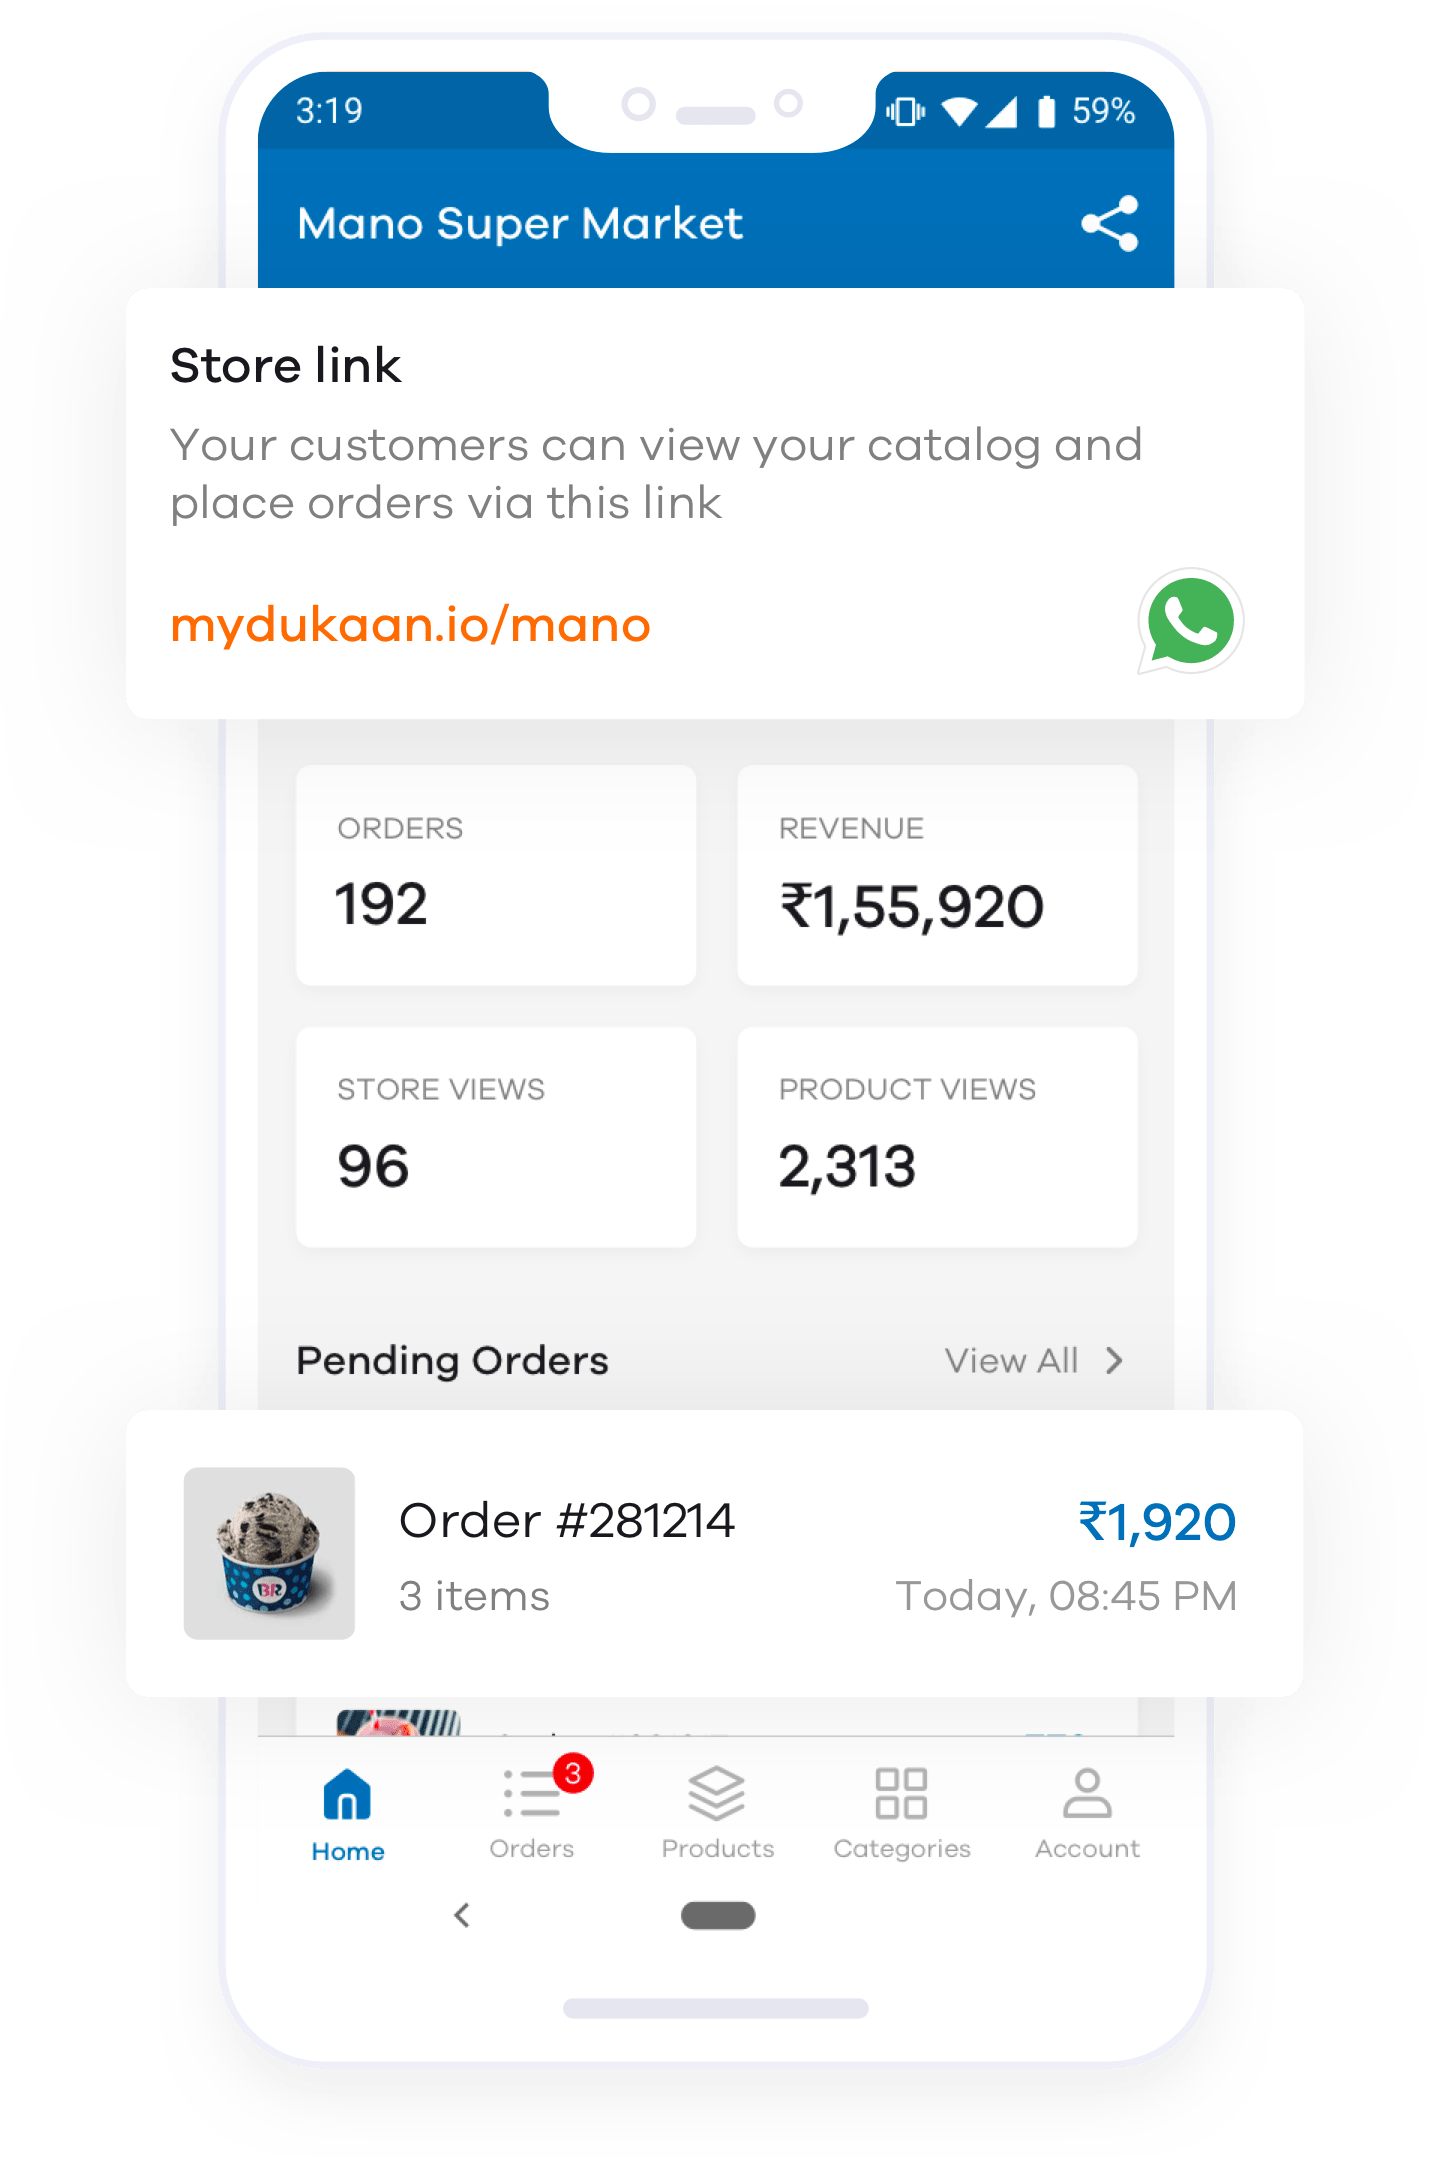 3:19
59%
Mano Super Market
Store link
Your customers can view your catalog and
place orders via this link
mydukaan.io/mano
ORDERS
REVENUE
192
₹1,55,920
STORE VIEWS
PRODUCT VIEWS
96
2,313
Pending Orders
View All
Order #281214
₹1,920
BR
3 items
Today, 08:45 PM
3
Home
Orders
Products
Categories
Account